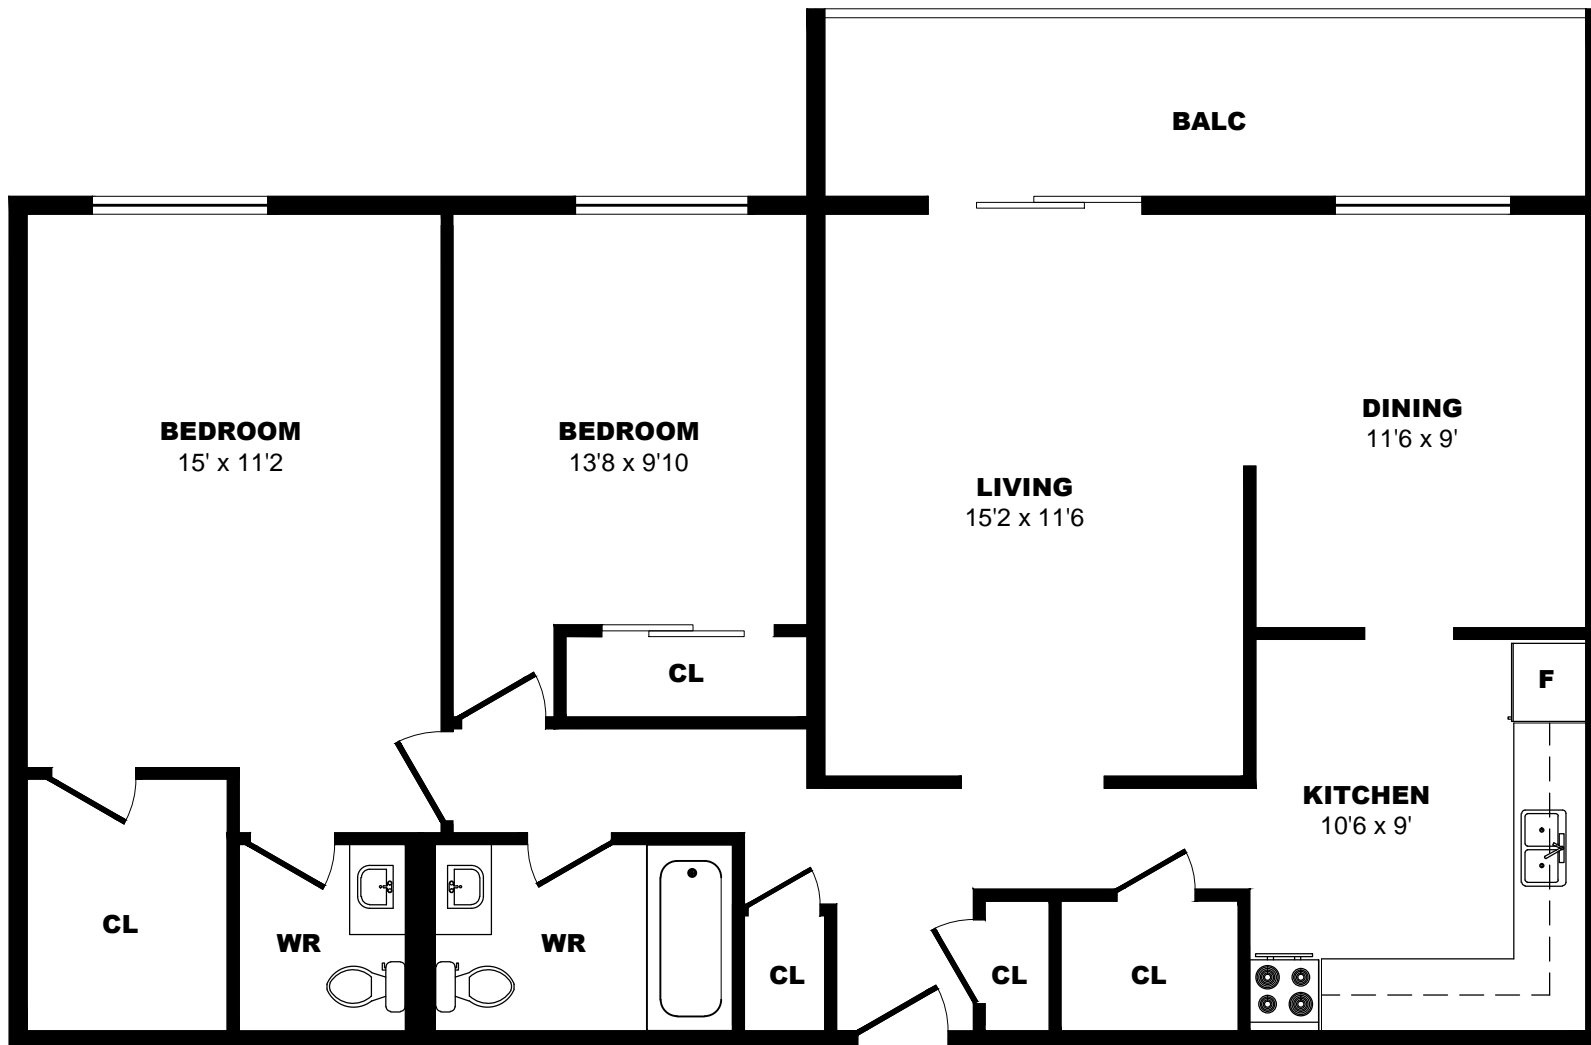 BALC
BEDROOM
15' x 11'2
BEDROOM
13'8 x 9'10
DINING
11'6 x 9'
LIVING
15'2 x 11'6
CL
F
KITCHEN
10'6 x 9'
CL
WR
WR
CL
CL
CL